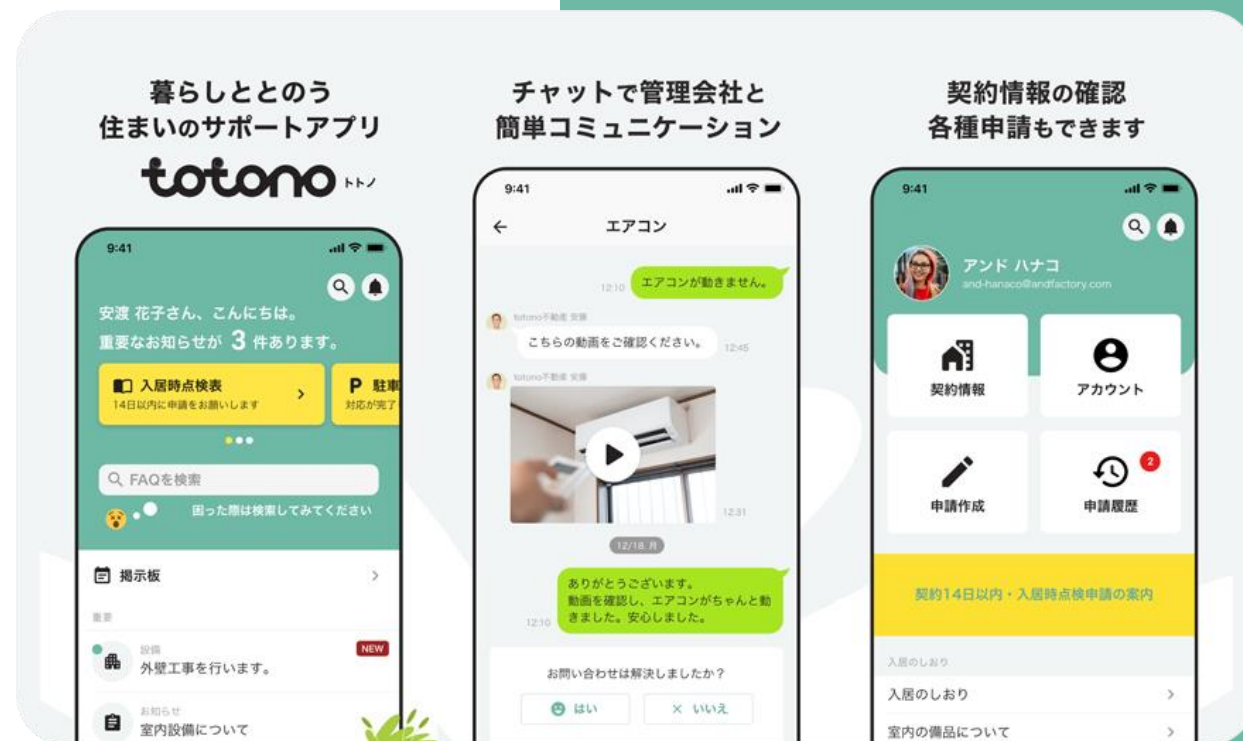 暮らしととのう
住まいのサポートアプリ
totono トトノ
9:41
安渡 花子さん、こんにちは。
重要なお知らせが 3 件あります。
入居時点検表
14日以内に申請をお願いします
P 駐車
対応が完了
FAQを検索
困った際は検索してみてください
掲示板
重要
設備
外壁工事を行います。
NEW
お知らせ
室内設備について
チャットで管理会社と
簡単コミュニケーション
9:41
エアコン
エアコンが動きません。
12:10
totono不動産 安藤
こちらの動画をご確認ください。
12:45
totono不動産 安藤
12:31
12/18. 月
ありがとうございます。
動画を確認し、エアコンがちゃんと動
きました。安心しました。
12:10
お問い合わせは解決しましたか？
はい
いいえ
契約情報の確認
各種申請もできます
9:41
アンド ハナコ
and-hanaco@andfactory.com
契約情報
アカウント
申請作成
2
申請履歴
契約14日以内・入居時点検申請の案内
入居のしおり
入居のしおり
室内の備品について